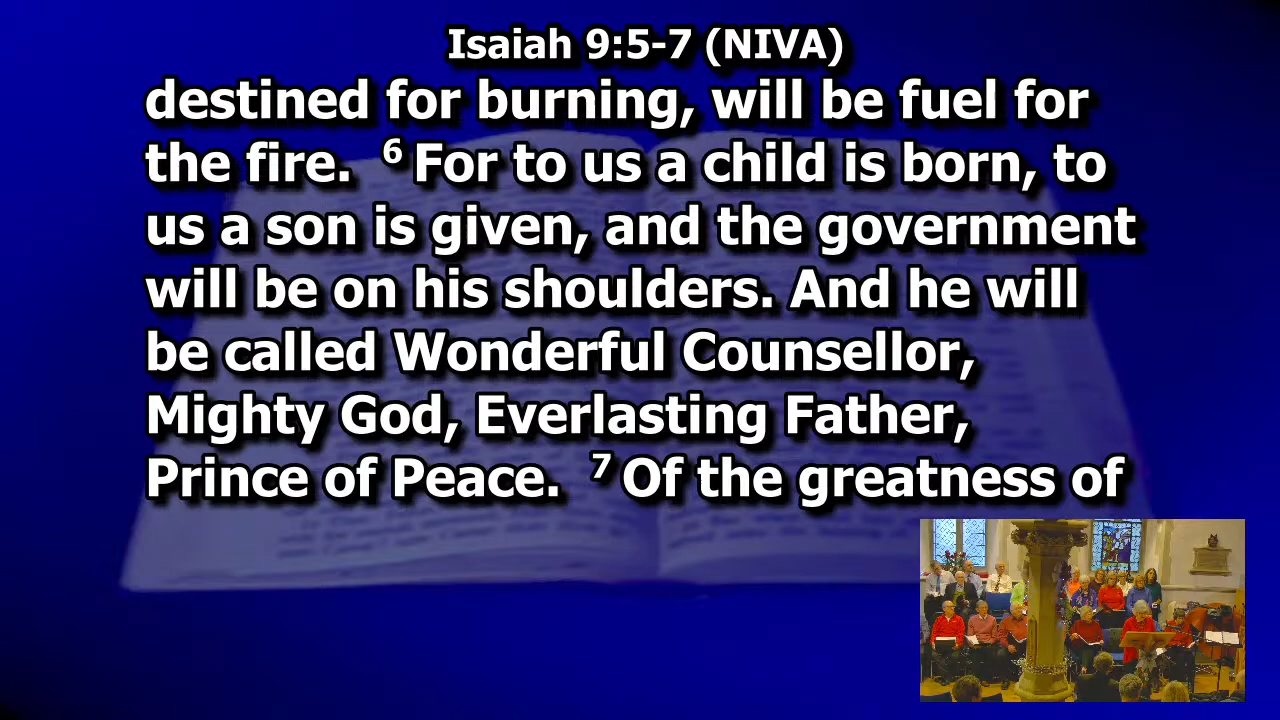 Isaiah 9:5-7 (NIVA)
destined for burning, will be fuel for
the fire. ⁶ For to us a child is born, to
us a son is given, and the government
will be on his shoulders. And he will
be called Wonderful Counsellor,
Mighty God, Everlasting Father,
Prince of Peace. ⁷ Of the greatness of